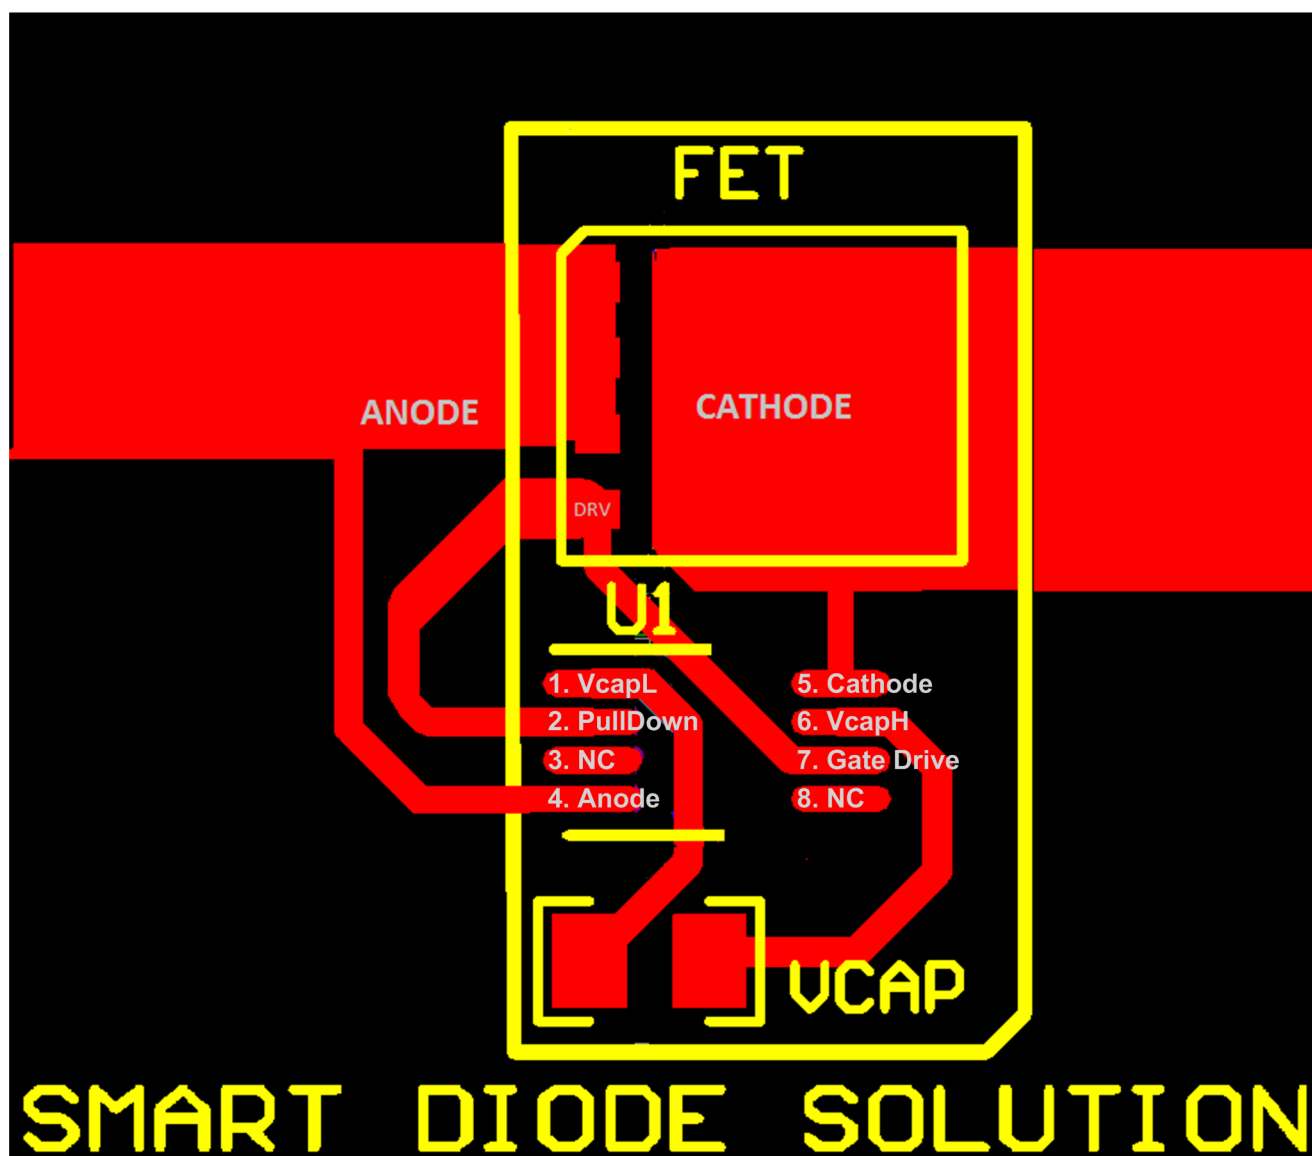 FET
ANODE
CATHODE
DRV
U1
1. VcapL
2. PullDown
3. NC
4. Anode
5. Cathode
6. VcapH
7. Gate Drive
8. NC
VCAP
SMART DIODE SOLUTION